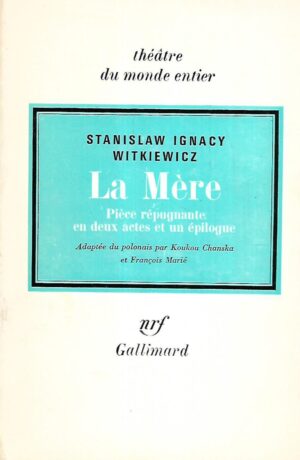 théâtre
du monde entier
STANISLAW IGNACY
WITKIEWICZ
La Mère
Pièce répugnante
en deux actes et un épilogue
Adaptée du polonais par Koukou Chanska
et François Marié
nrf
Gallimard